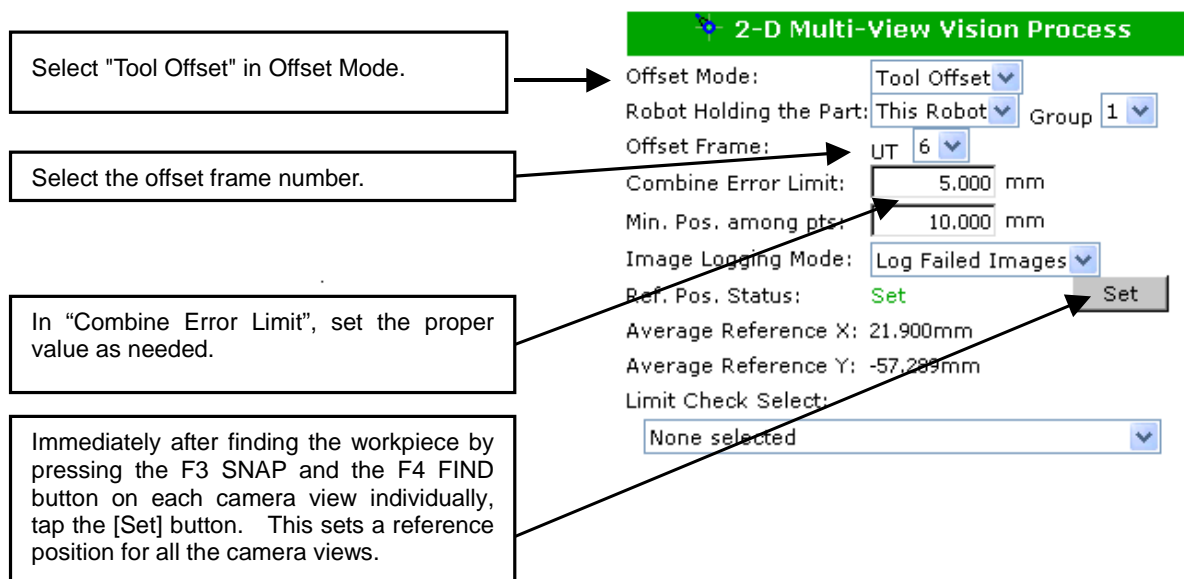 2-D Multi-View Vision Process
Select "Tool Offset" in Offset Mode.
Offset Mode: Tool Offset
Robot Holding the Part: This Robot Group 1
Offset Frame: UT 6
Select the offset frame number.
Combine Error Limit: 5.000 mm
Min. Pos. among pts: 10.000 mm
Image Logging Mode: Log Failed Images
Ref. Pos. Status: Set Set
In “Combine Error Limit”, set the proper
value as needed.
Average Reference X: 21.900mm
Average Reference Y: -57.289mm
Limit Check Select:
None selected
Immediately after finding the workpiece by
pressing the F3 SNAP and the F4 FIND
button on each camera view individually,
tap the [Set] button. This sets a reference
position for all the camera views.